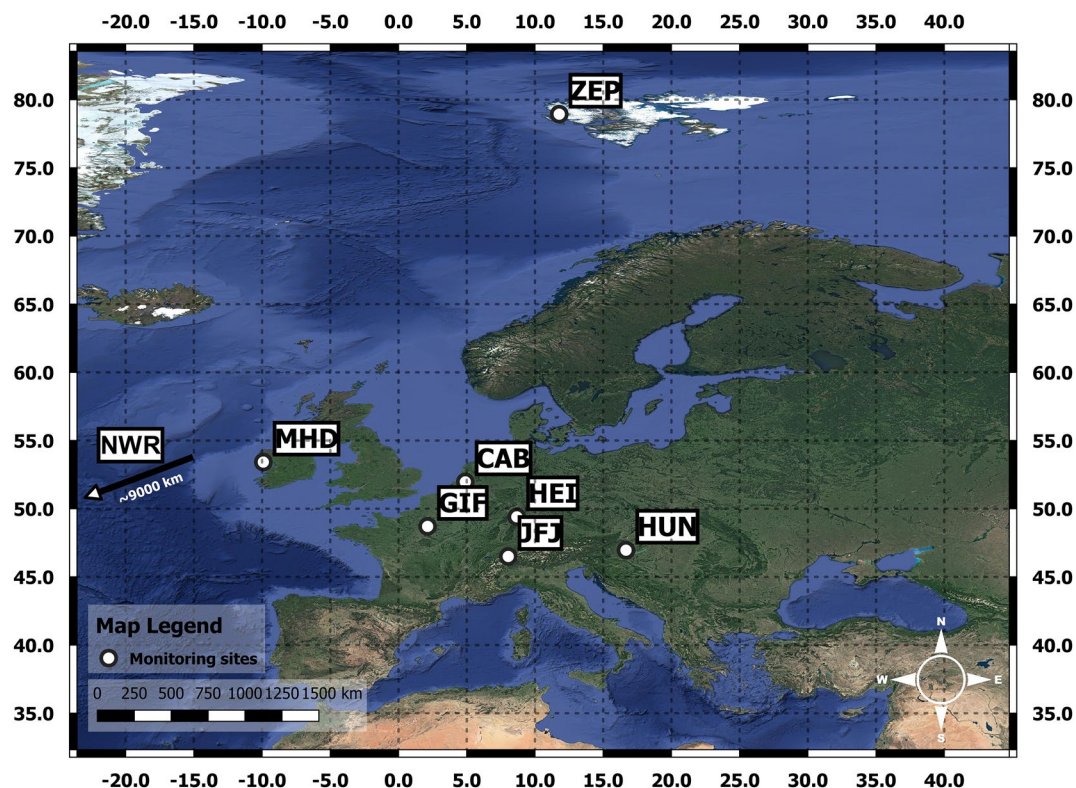 -20.0 -15.0 -10.0 -5.0 0.0 5.0 10.0 15.0 20.0 25.0 30.0 35.0 40.0
80.0 ZEP 80.0
75.0 75.0
70.0 70.0
65.0 65.0
60.0 60.0
55.0 NWR MHD 55.0
~9000 km
CAB
50.0 GIF HEI 50.0
JFJ HUN
45.0 45.0
Map Legend
Monitoring sites
40.0 40.0
N
W E
S
0 250 500 750 1000 1250 1500 km
35.0 35.0
-20.0 -15.0 -10.0 -5.0 0.0 5.0 10.0 15.0 20.0 25.0 30.0 35.0 40.0